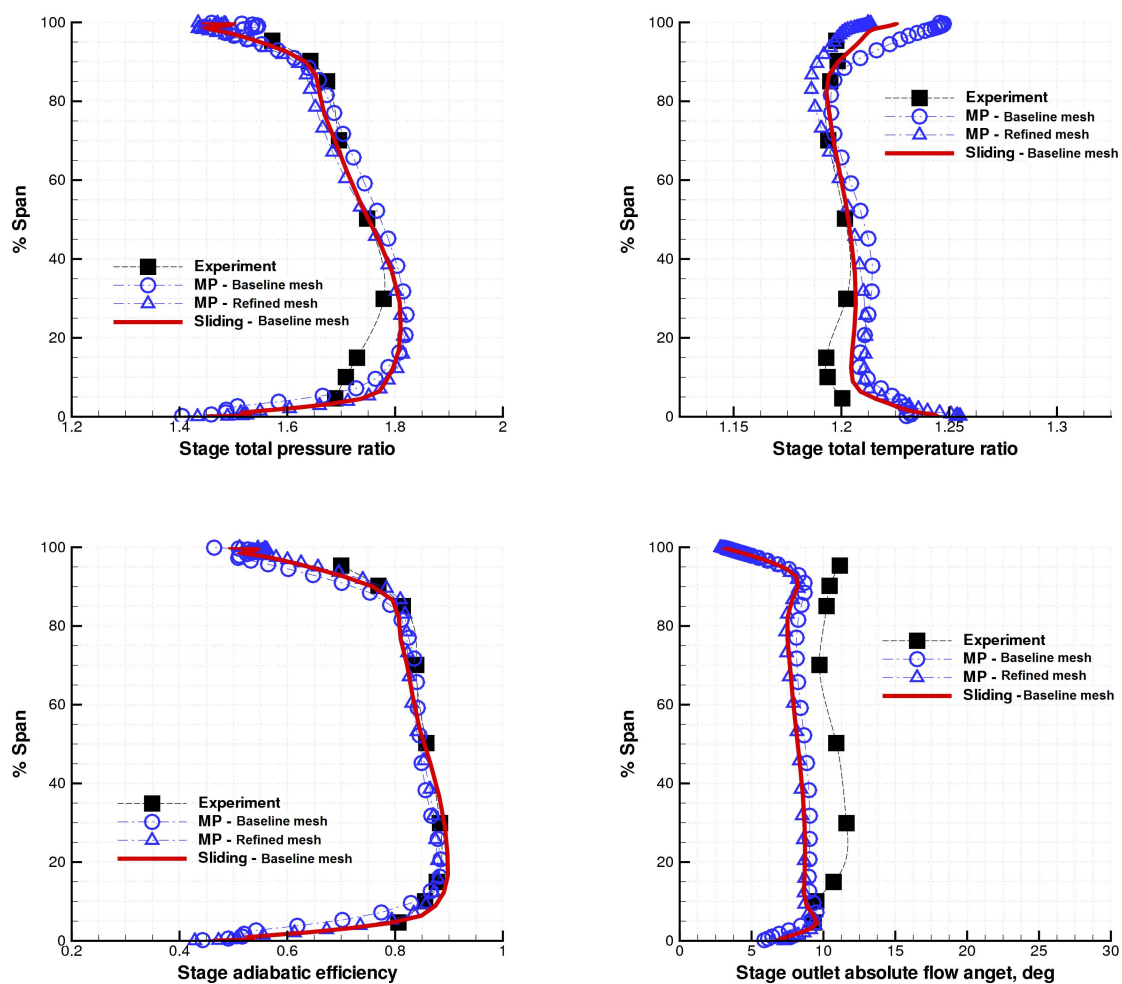 100
80
60
40
20
0
% Span
1.2
1.4
1.6
1.8
2
Stage total pressure ratio
Experiment
MP - Baseline mesh
MP - Refined mesh
Sliding - Baseline mesh
100
80
60
40
20
0
% Span
1.15
1.2
1.25
1.3
Stage total temperature ratio
Experiment
MP - Baseline mesh
MP - Refined mesh
Sliding - Baseline mesh
100
80
60
40
20
0
% Span
0.2
0.4
0.6
0.8
1
Stage adiabatic efficiency
Experiment
MP - Baseline mesh
MP - Refined mesh
Sliding - Baseline mesh
100
80
60
40
20
0
% Span
0
5
10
15
20
25
30
Stage outlet absolute flow anget, deg
Experiment
MP - Baseline mesh
MP - Refined mesh
Sliding - Baseline mesh